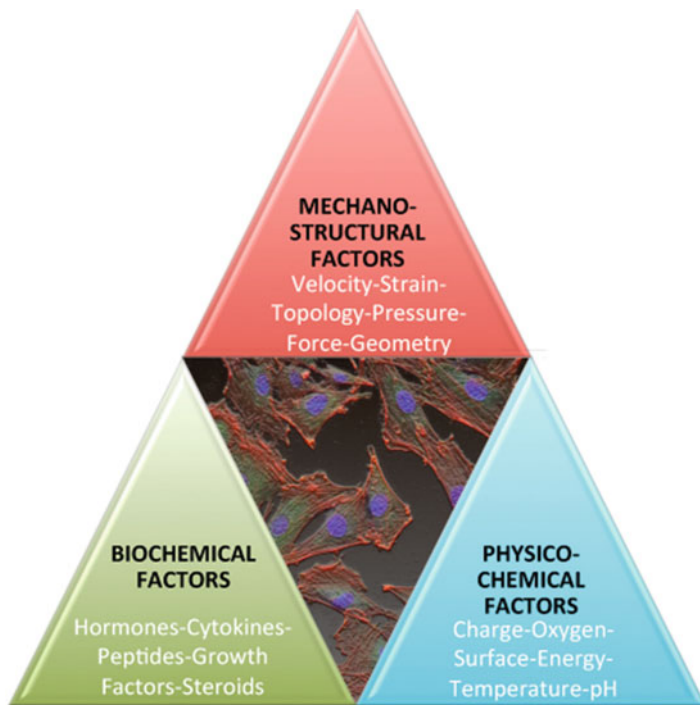 MECHANO-
STRUCTURAL
FACTORS
Velocity-Strain-
Topology-Pressure-
Force-Geometry
BIOCHEMICAL
FACTORS
Hormones-Cytokines-
Peptides-Growth
Factors-Steroids
PHYSICO-
CHEMICAL
FACTORS
Charge-Oxygen-
Surface-Energy-
Temperature-pH